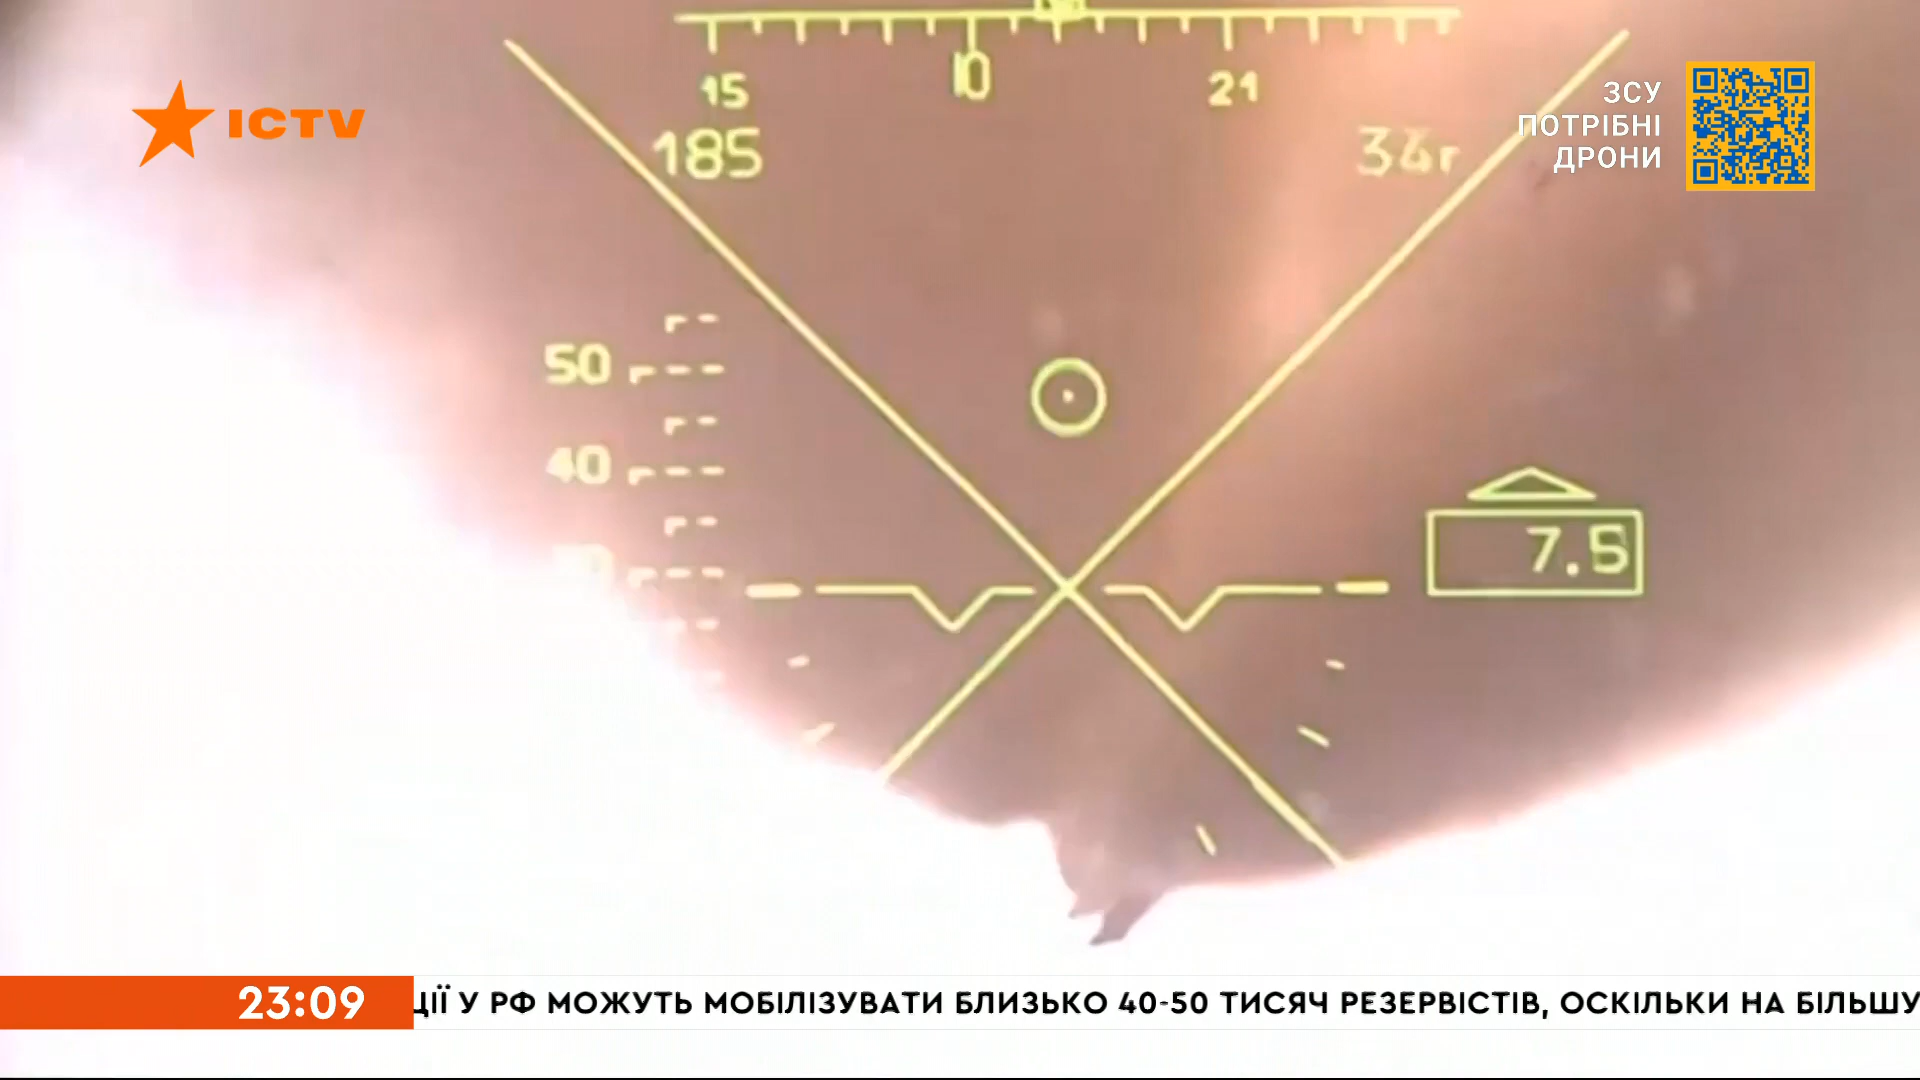 15
10
21
ICTV
ЗСУ
ПОТРІБНІ
ДРОНИ
185
34г
50
40
7.5
23:09
ЦІЇ У РФ МОЖУТЬ МОБІЛІЗУВАТИ БЛИЗЬКО 40-50 ТИСЯЧ РЕЗЕРВІСТІВ, ОСКІЛЬКИ НА БІЛЬШУ